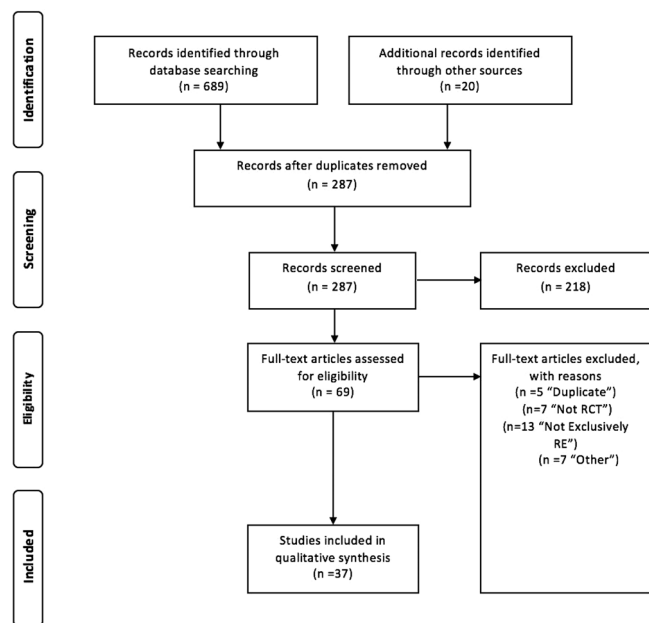 Identification
Records identified through
database searching
(n = 689)
Additional records identified
through other sources
(n =20)
Records after duplicates removed
(n = 287)
Screening
Records screened
(n = 287)
Records excluded
(n = 218)
Eligibility
Full-text articles assessed
for eligibility
(n = 69)
Full-text articles excluded,
with reasons
(n =5 “Duplicate”)
(n=7 “Not RCT”)
(n=13 “Not Exclusively
RE”)
(n =7 “Other”)
Included
Studies included in
qualitative synthesis
(n =37)